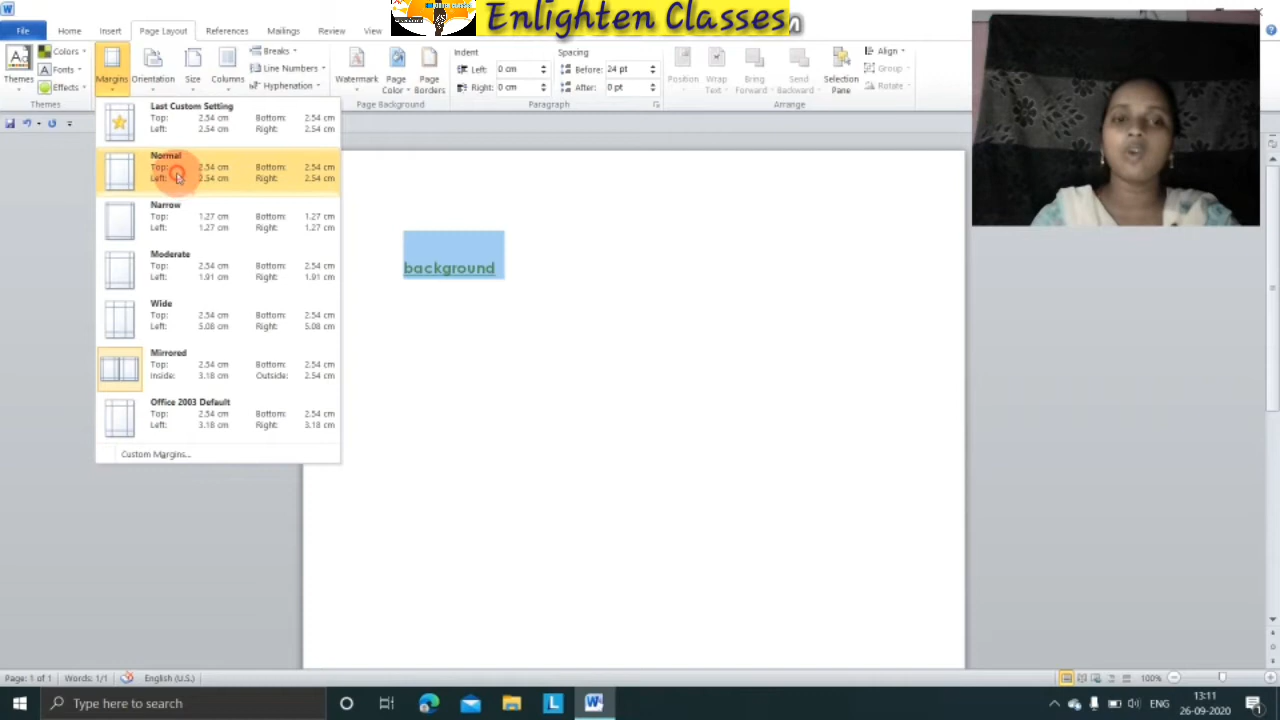 Enlighten Classes
File Home Insert Page Layout References Mailings Review View
Themes
Colors
Fonts
Effects
Margins
Orientation
Size
Columns
Breaks
Line Numbers
Hyphenation
Watermark
Page Color
Page Borders
Indent
Left: 0 cm
Right: 0 cm
Spacing
Before: 24 pt
After: 0 pt
Position
Wrap Text
Bring Forward
Send Backward
Selection Pane
Align
Group
Rotate
Themes Page Background Paragraph Arrange
Last Custom Setting
Top: 2.54 cm Bottom: 2.54 cm
Left: 2.54 cm Right: 2.54 cm
Normal
Top: 2.54 cm Bottom: 2.54 cm
Left: 2.54 cm Right: 2.54 cm
Narrow
Top: 1.27 cm Bottom: 1.27 cm
Left: 1.27 cm Right: 1.27 cm
Moderate
Top: 2.54 cm Bottom: 2.54 cm
Left: 1.91 cm Right: 1.91 cm
Wide
Top: 2.54 cm Bottom: 2.54 cm
Left: 5.08 cm Right: 5.08 cm
Mirrored
Top: 2.54 cm Bottom: 2.54 cm
Inside: 3.18 cm Outside: 2.54 cm
Office 2003 Default
Top: 2.54 cm Bottom: 2.54 cm
Left: 3.18 cm Right: 3.18 cm
Custom Margins...
background
Page: 1 of 1 Words: 1/1 English (U.S.) 100%
Type here to search
ENG
13:11
26-09-2020